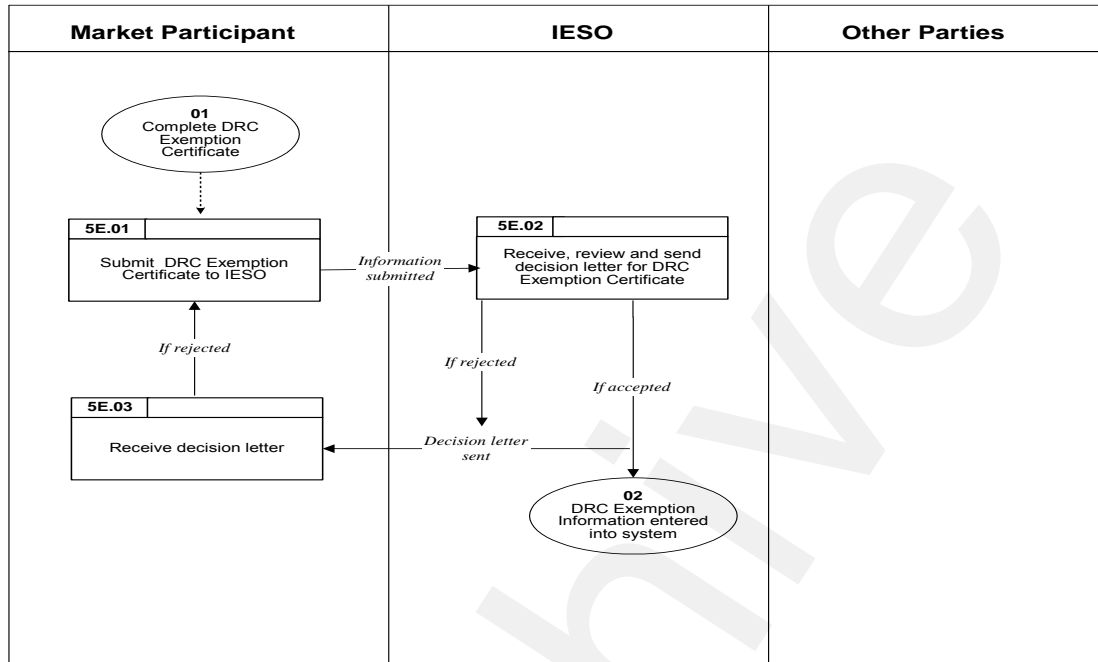 Market Participant
IESO
Other Parties
01
Complete DRC
Exemption
Certificate
5E.01
Submit DRC Exemption
Certificate to IESO
Information
submitted
5E.02
Receive, review and send
decision letter for DRC
Exemption Certificate
If rejected
If rejected
If accepted
5E.03
Receive decision letter
Decision letter
sent
02
DRC Exemption
Information entered
into system
hive